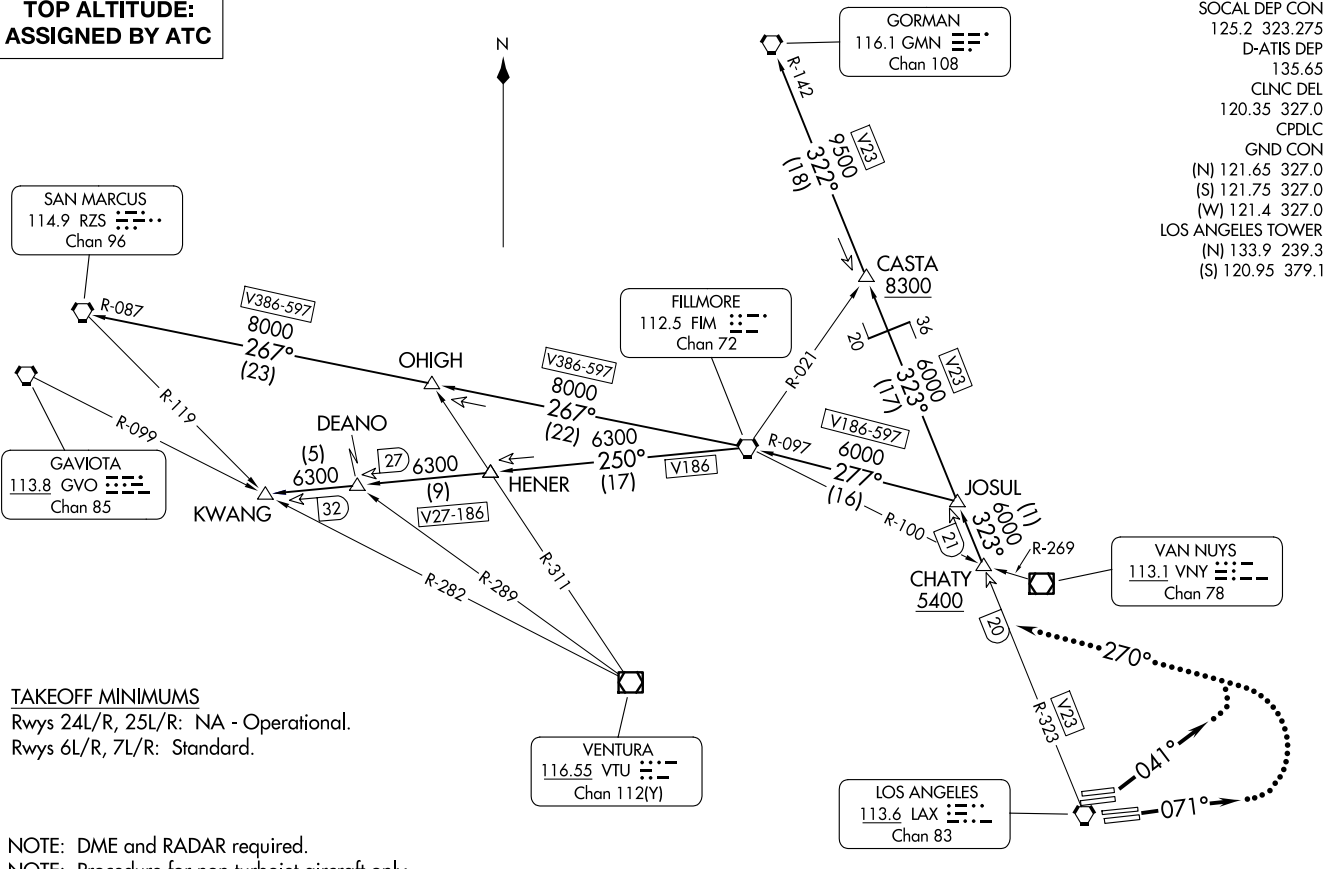 TOP ALTITUDE:
ASSIGNED BY ATC
SOCAL DEP CON
125.2 323.275
D-ATIS DEP
135.65
CLNC DEL
120.35 327.0
CPDLC
GND CON
(N) 121.65 327.0
(S) 121.75 327.0
(W) 121.4 327.0
LOS ANGELES TOWER
(N) 133.9 239.3
(S) 120.95 379.1
N
GORMAN
116.1 GMN
Chan 108
R-142
V23
9500
322°
(18)
SAN MARCUS
114.9 RZS
Chan 96
R-087
V386-597
8000
267°
(23)
CASTA
8300
FILLMORE
112.5 FIM
Chan 72
20
36
R-021
V23
6000
323°
(17)
OHIGH
V386-597
8000
267°
(22)
R-119
R-099
DEANO
(5)
6300
27
6300
(9)
V27-186
HENER
6300
250°
(17)
V186
R-097
V186-597
6000
277°
(16)
R-100
GAVIOTA
113.8 GVO
Chan 85
KWANG
32
JOSUL
(1)
6000
323°
21
R-269
VAN NUYS
113.1 VNY
Chan 78
CHATY
5400
20
R-282
R-289
R-311
270°
V23
R-323
041°
071°
TAKEOFF MINIMUMS
Rwys 24L/R, 25L/R: NA - Operational.
Rwys 6L/R, 7L/R: Standard.
VENTURA
116.55 VTU
Chan 112(Y)
LOS ANGELES
113.6 LAX
Chan 83
NOTE: DME and RADAR required.
NOTE: Procedure for non-turbojet aircraft only.